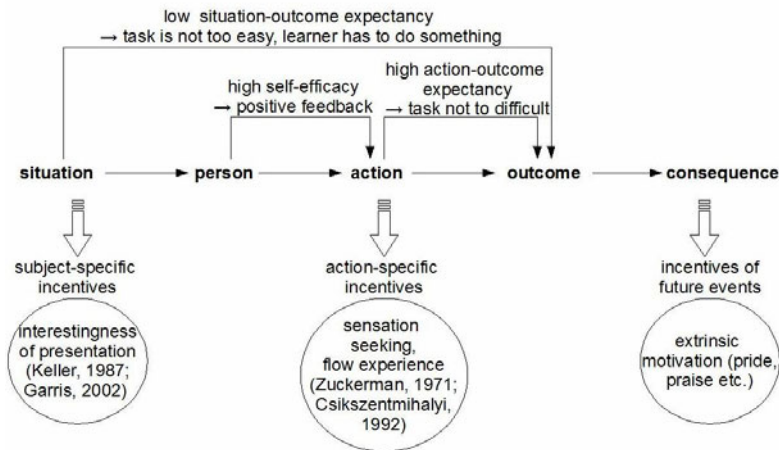 low situation-outcome expectancy
→ task is not too easy, learner has to do something
high self-efficacy
→ positive feedback
high action-outcome
expectancy
→ task not to difficult
situation
person
action
outcome
consequence
subject-specific
incentives
interestingness
of presentation
(Keller, 1987;
Garris, 2002)
action-specific
incentives
sensation
seeking,
flow experience
(Zuckerman, 1971;
Csikszentmihalyi,
1992)
incentives of
future events
extrinsic
motivation (pride,
praise etc.)